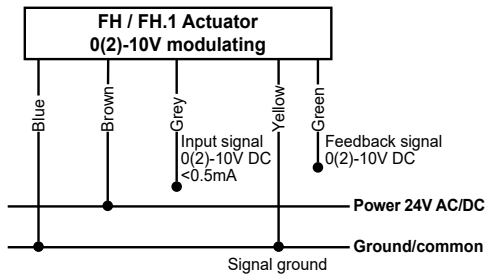 FH / FH.1 Actuator
0(2)-10V modulating
Blue
Brown
Grey
Yellow
Green
Input signal
0(2)-10V DC
<0.5mA
Feedback signal
0(2)-10V DC
Power 24V AC/DC
Ground/common
Signal ground